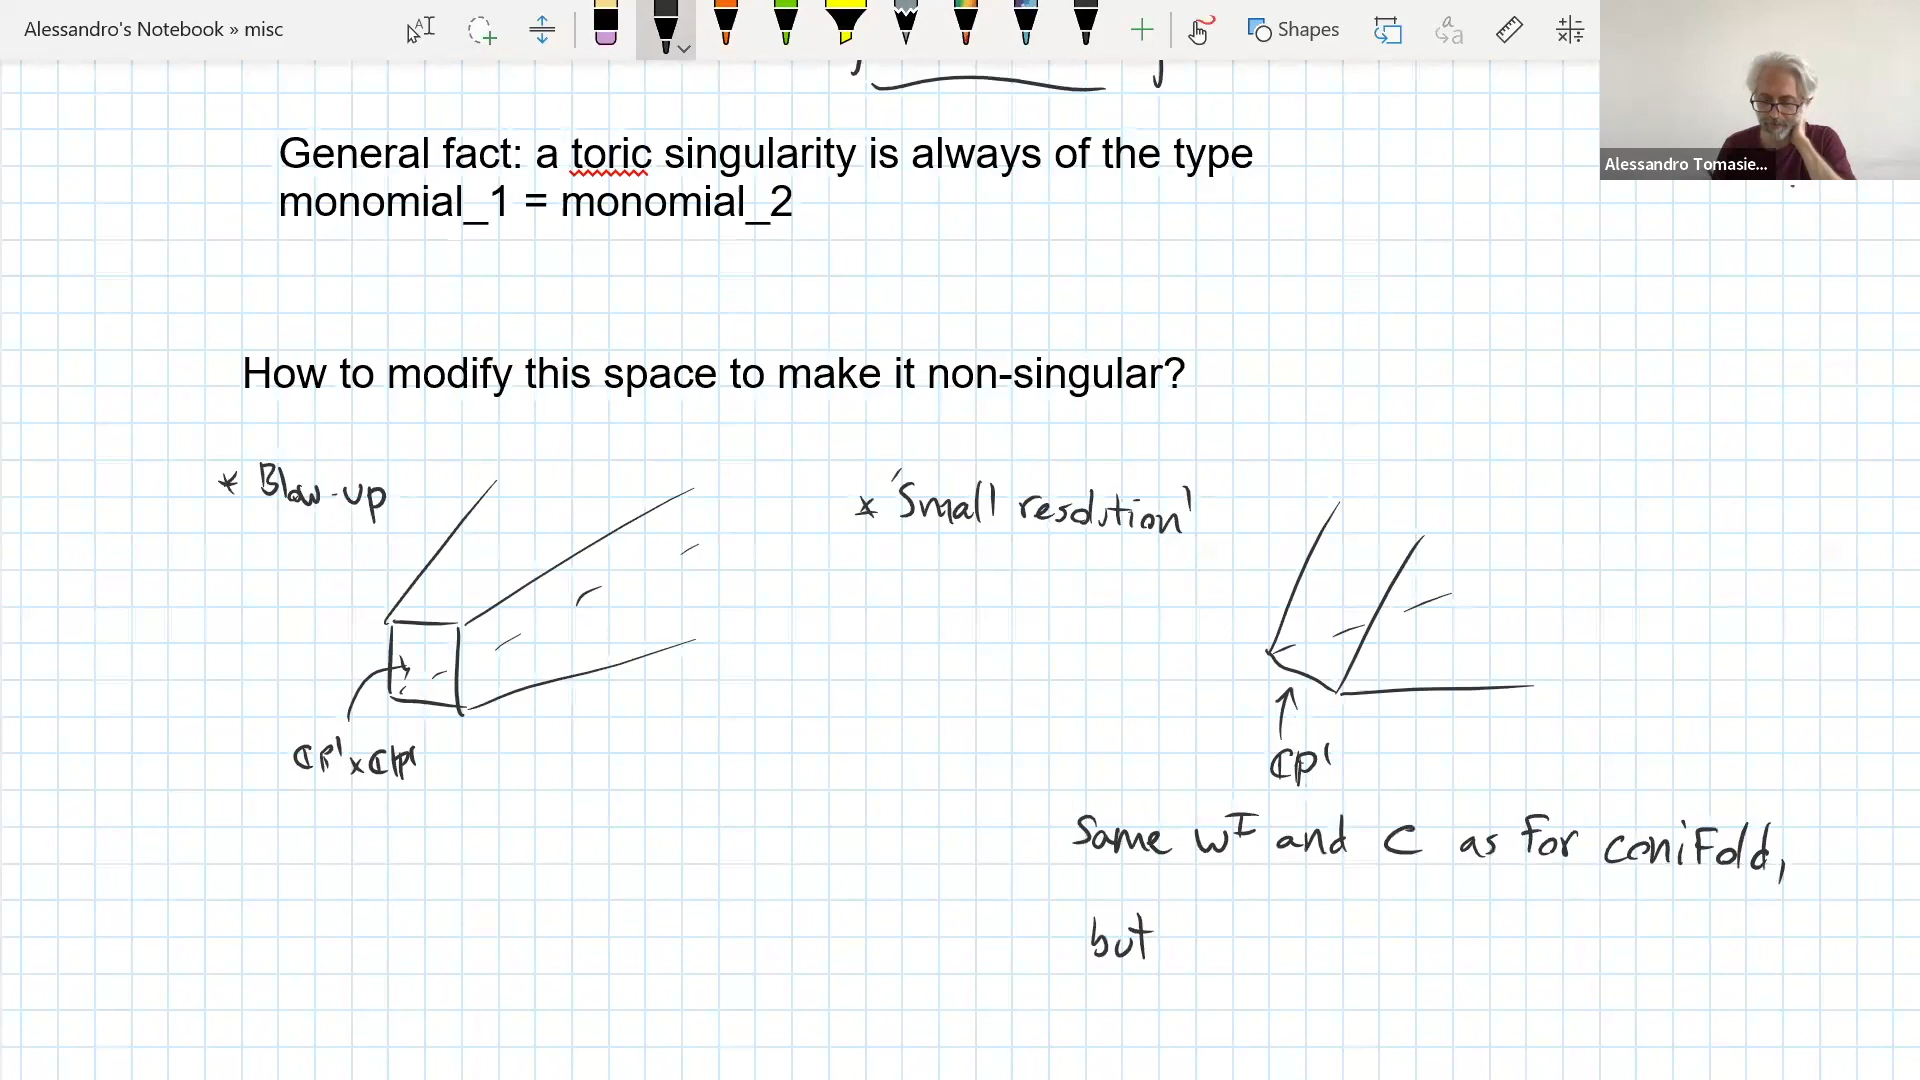 Alessandro's Notebook » misc
Shapes
Alessandro Tomasie...
General fact: a toric singularity is always of the type
monomial_1 = monomial_2
How to modify this space to make it non-singular?
* Blow-up
* 'Small resolution'
ℂP¹×ℂP¹
ℂP¹
Same w^I and C as for coniFold,
but